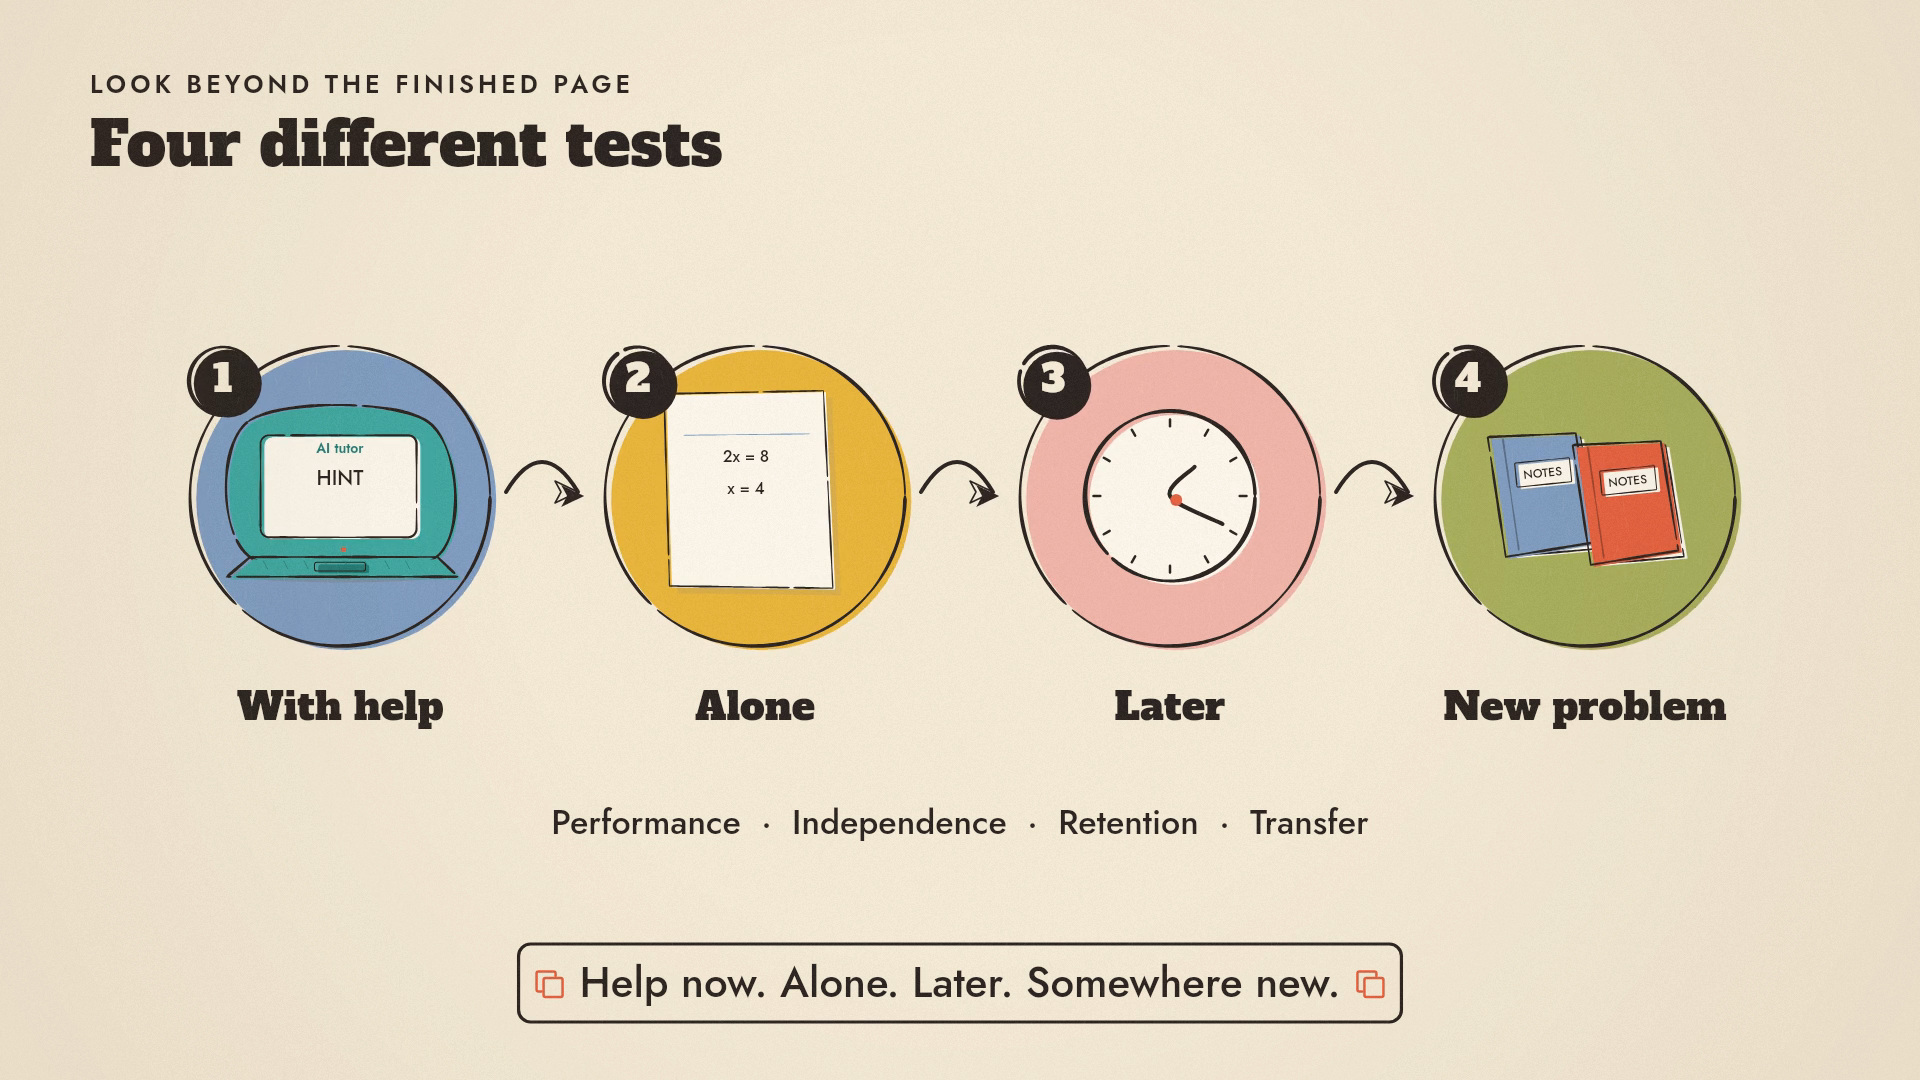 LOOK BEYOND THE FINISHED PAGE
Four different tests
1
2
3
4
AI tutor
HINT
2x = 8
x = 4
NOTES
NOTES
With help
Alone
Later
New problem
Performance · Independence · Retention · Transfer
Help now. Alone. Later. Somewhere new.